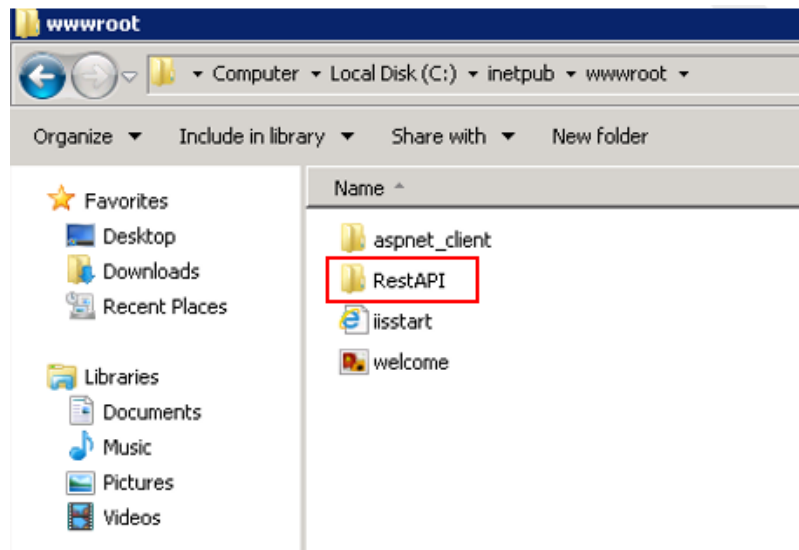 wwwroot
Computer Local Disk (C:) inetpub wwwroot
Organize Include in library Share with New folder
Favorites
Desktop
Downloads
Recent Places
Libraries
Documents
Music
Pictures
Videos
Name
aspnet_client
RestAPI
iisstart
welcome